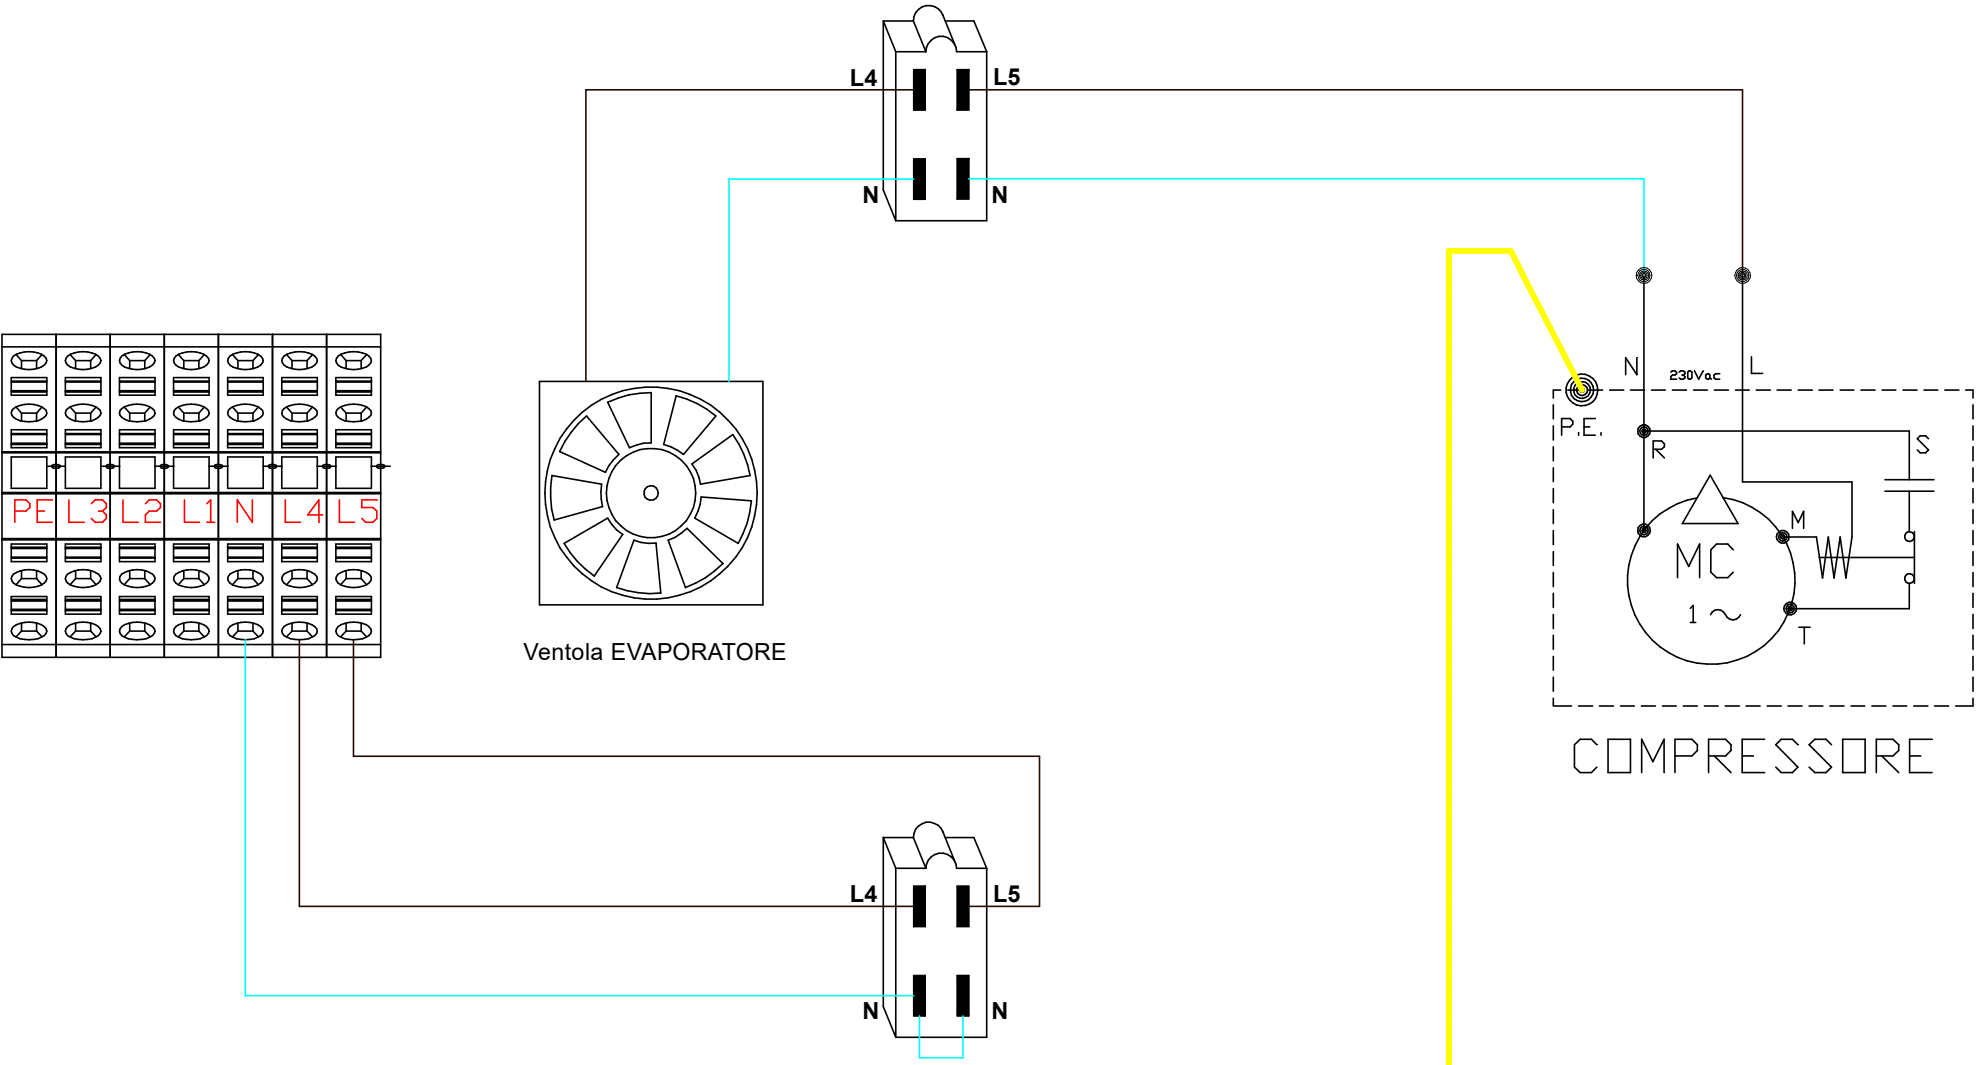 L4 L5
N N
N 230Vac L
P.E.
R S
PE L3 L2 L1 N L4 L5
M
MC
1 ~
T
Ventola EVAPORATORE
COMPRESSORE
L4 L5
N N